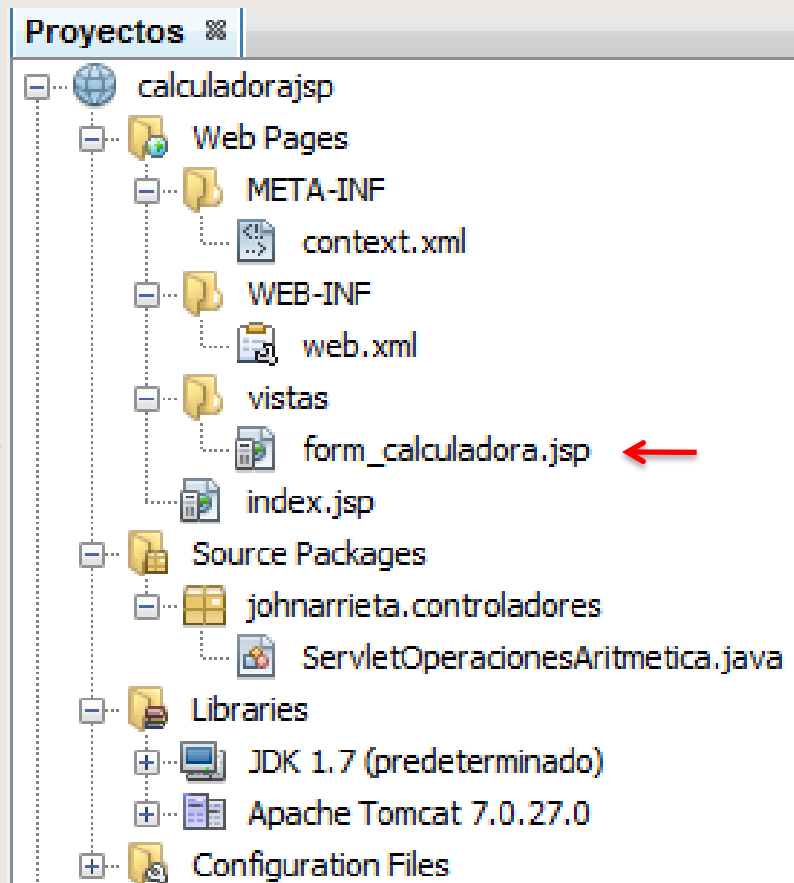 Proyectos
calculadorajsp
Web Pages
META-INF
context.xml
WEB-INF
web.xml
vistas
form_calculadora.jsp
index.jsp
Source Packages
johnarrieta.controladores
ServletOperacionesAritmetica.java
Libraries
JDK 1.7 (predeterminado)
Apache Tomcat 7.0.27.0
Configuration Files